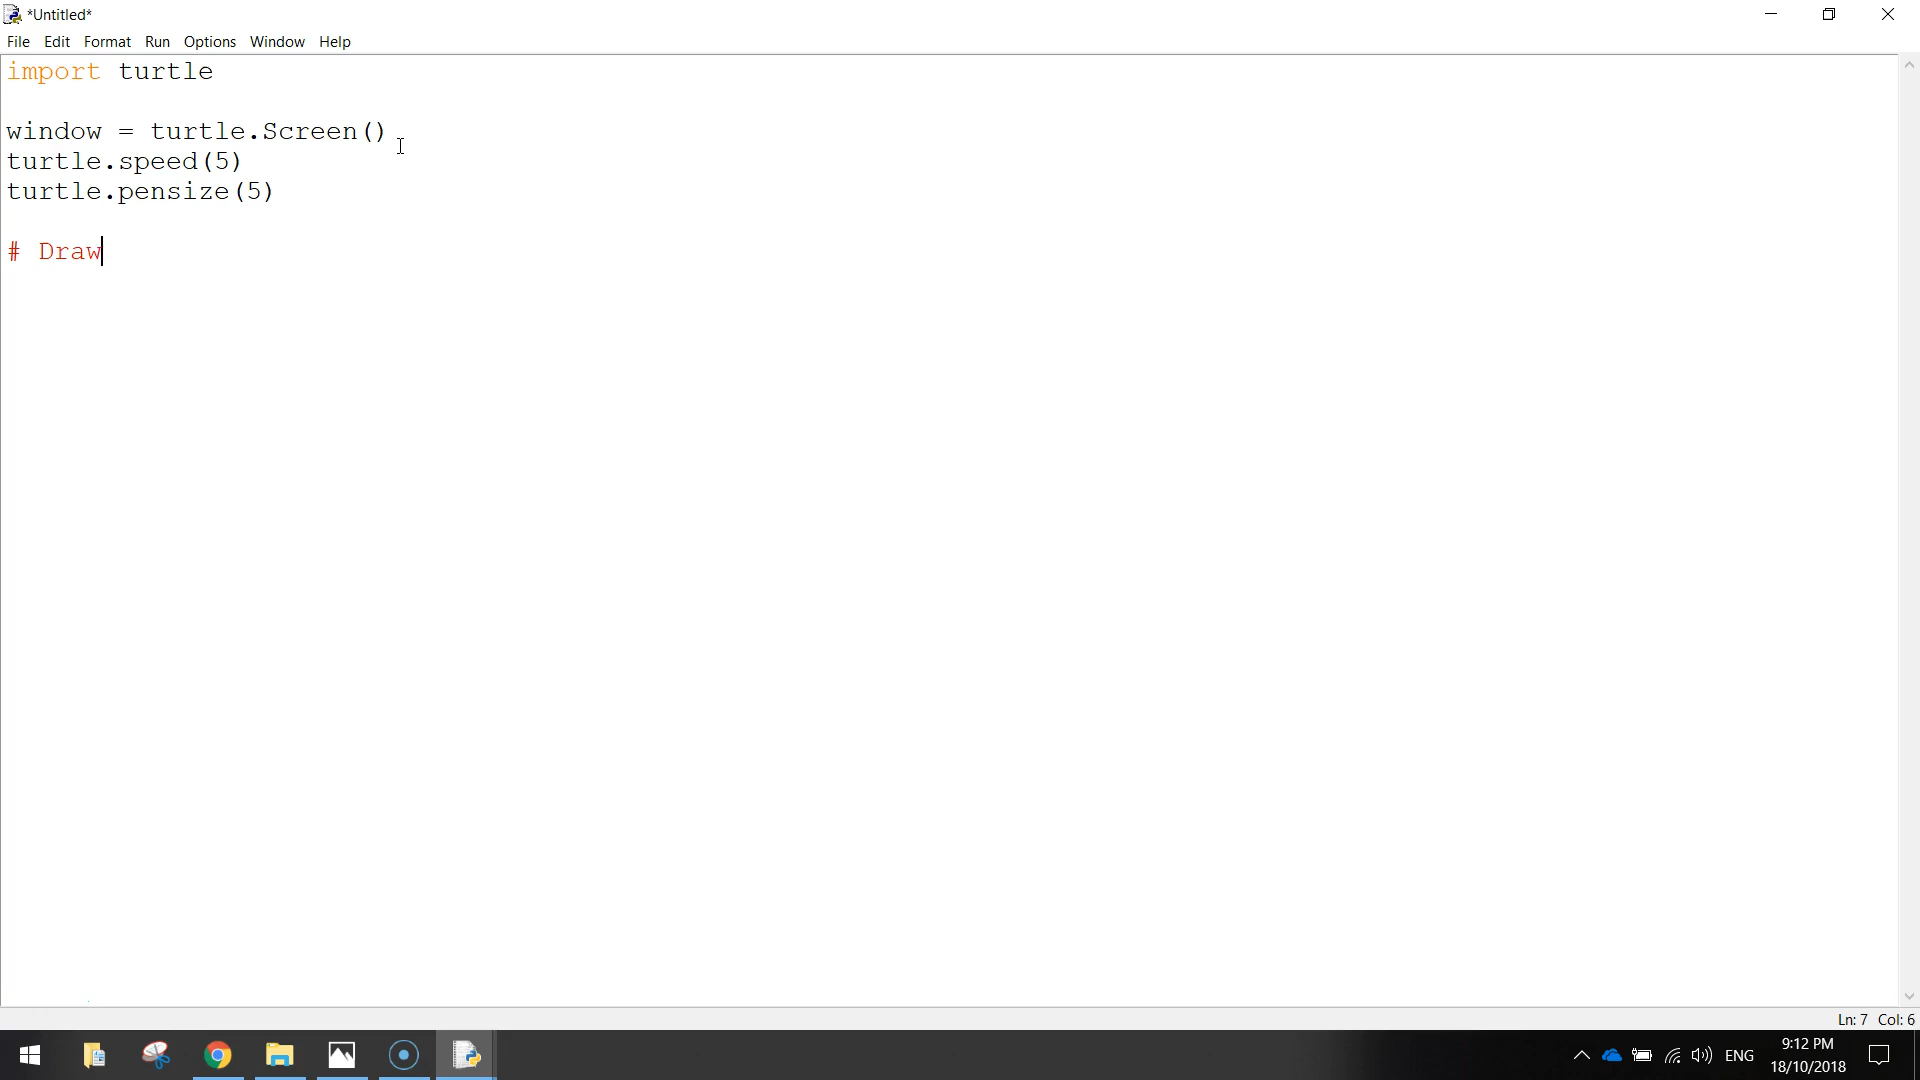 *Untitled*
File Edit Format Run Options Window Help
import turtle
window = turtle.Screen()
turtle.speed(5)
turtle.pensize(5)
# Draw
Ln: 7 Col: 6
ENG
9:12 PM
18/10/2018